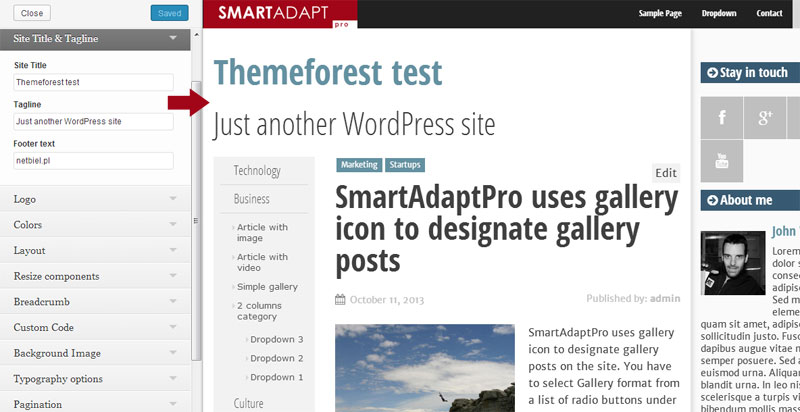 Close
Saved
Site Title & Tagline
Site Title
Themeforest test
Tagline
Just another WordPress site
Footer text
netbiel.pl
Logo
Colors
Layout
Resize components
Breadcrumb
Custom Code
Background Image
Typography options
Pagination
SMARTADAPT
pro
Sample Page
Dropdown
Contact
Themeforest test
Just another WordPress site
Technology
Business
Article with
image
Article with
video
Simple gallery
2 columns
category
Dropdown 3
Dropdown 2
Dropdown 1
Culture
Marketing
Startups
Edit
SmartAdaptPro uses gallery
icon to designate gallery
posts
October 11, 2013
Published by: admin
SmartAdaptPro uses gallery
icon to designate gallery
posts on the site. You have
to select Gallery format from
a list of radio buttons under
Stay in touch
f
g+
You
Tube
About me
John
Lorem
dolor s
consec
Sed m
eleme
quam sit amet, adipisc
sollicitudin justo. Fusc
dapibus augue vitae n
semper posuere. Sed a
euismod urna. Aliquan
blandit urna. In leo nis
scelerisque a turpis vi
bibendum mollis mass